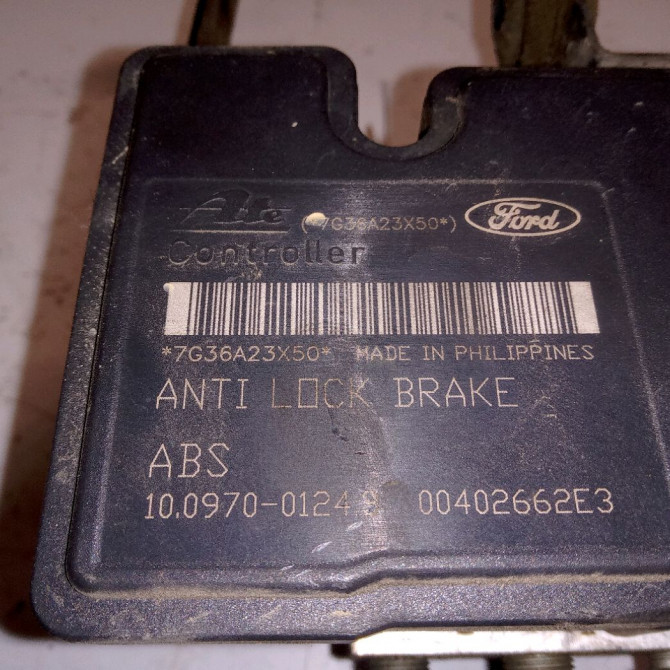 Ate (*7G36A23X50*) Ford
Controller
*7G36A23X50* MADE IN PHILIPPINES
ANTI LOCK BRAKE
ABS
10.0970-0124 00402662E3